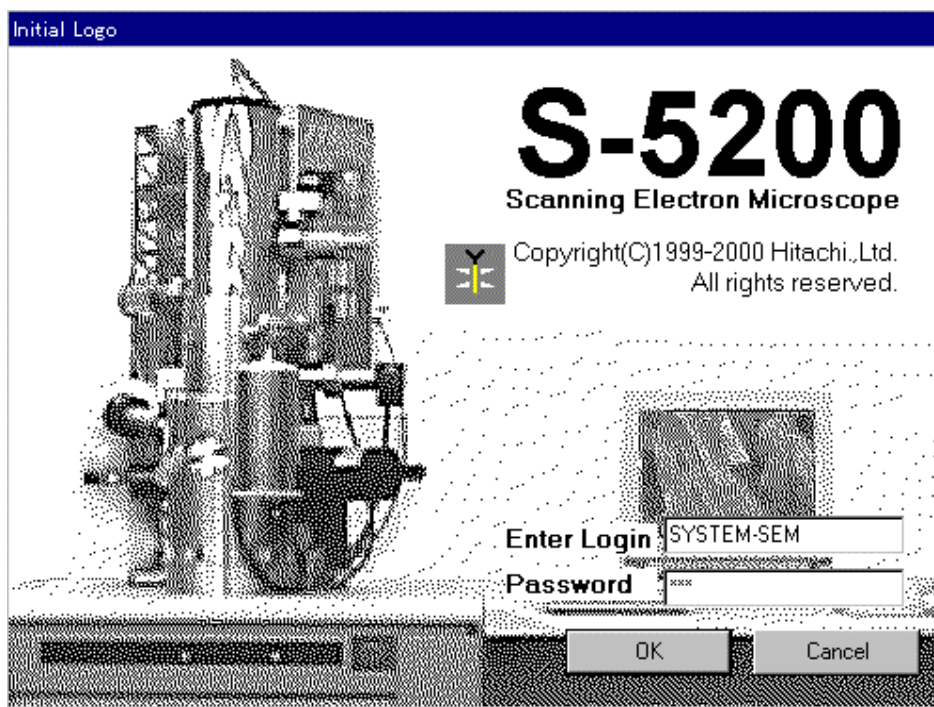 Initial Logo
S-5200
Scanning Electron Microscope
Copyright(C)1999-2000 Hitachi.,Ltd.
All rights reserved.
Enter Login SYSTEM-SEM
Password ×××
OK Cancel